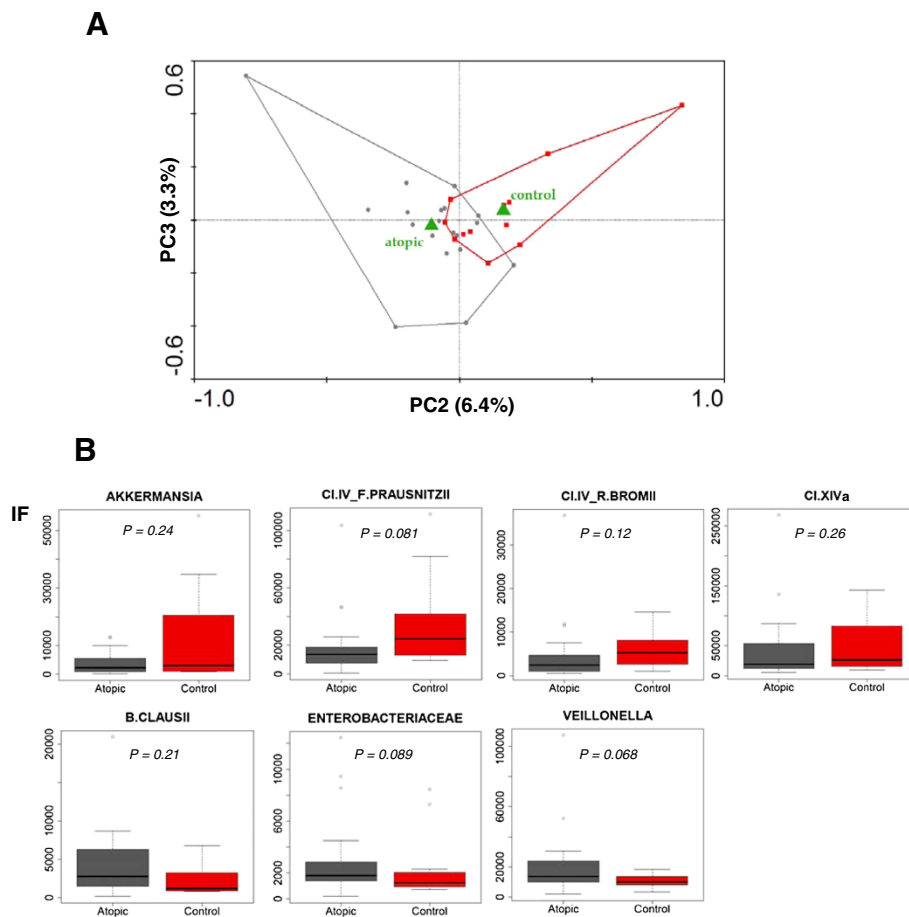 A
0.6
PC3 (3.3%)
control
atopic
-0.6
-1.0
PC2 (6.4%)
1.0
B
IF
AKKERMANSIA
P = 0.24
50000
30000
10000
0
Atopic
Control
CI.IV_F.PRAUSNITZII
P = 0.081
100000
60000
20000
0
Atopic
Control
CI.IV_R.BROMII
P = 0.12
30000
10000
0
Atopic
Control
CI.XIVa
P = 0.26
250000
150000
50000
0
Atopic
Control
B.CLAUSII
P = 0.21
20000
10000
5000
0
Atopic
Control
ENTEROBACTERIACEAE
P = 0.089
10000
6000
2000
0
Atopic
Control
VEILLONELLA
P = 0.068
100000
60000
20000
0
Atopic
Control